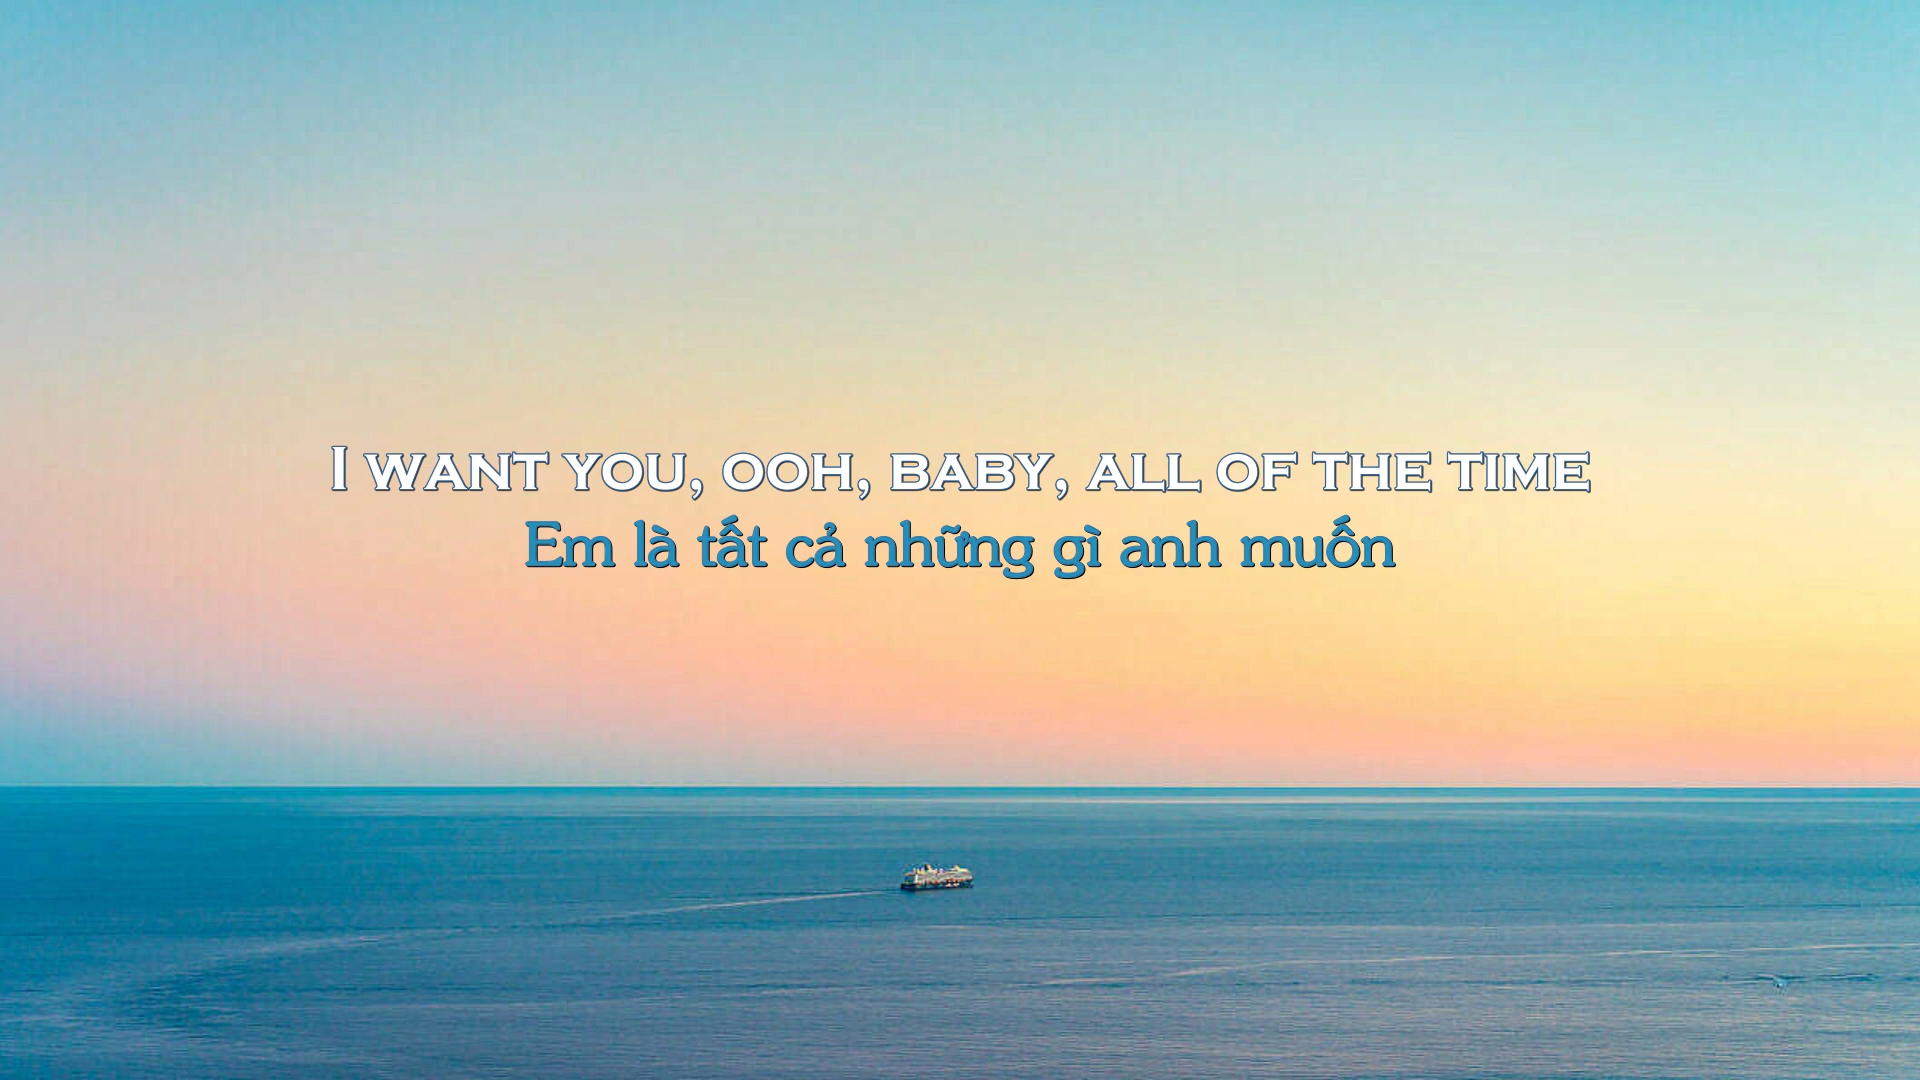 I WANT YOU, OOH, BABY, ALL OF THE TIME
Em là tất cả những gì anh muốn